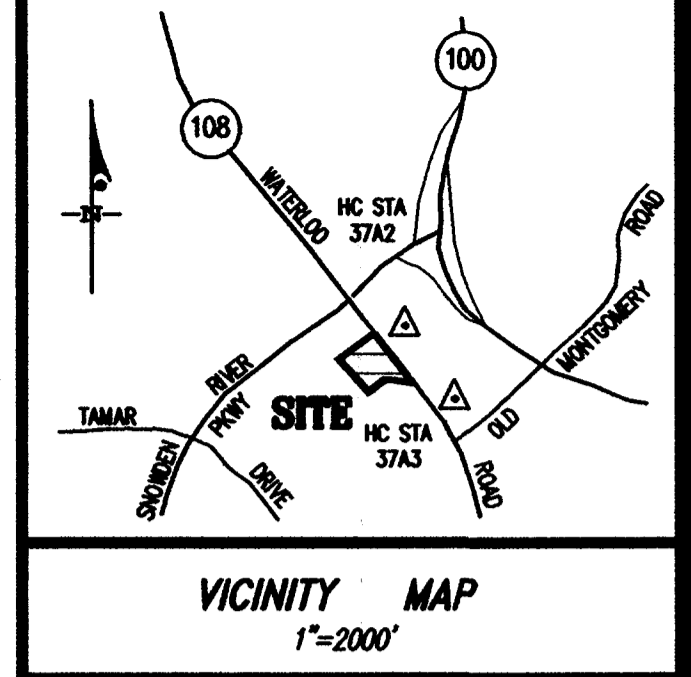 100
108
WATERLOO
HC STA
37A2
ROAD
N
MONTGOMERY
RIVER
PKWY
SITE
TAMAR
HC STA
37A3
OLD
SNOWDEN
DRIVE
ROAD
VICINITY MAP
1"=2000'